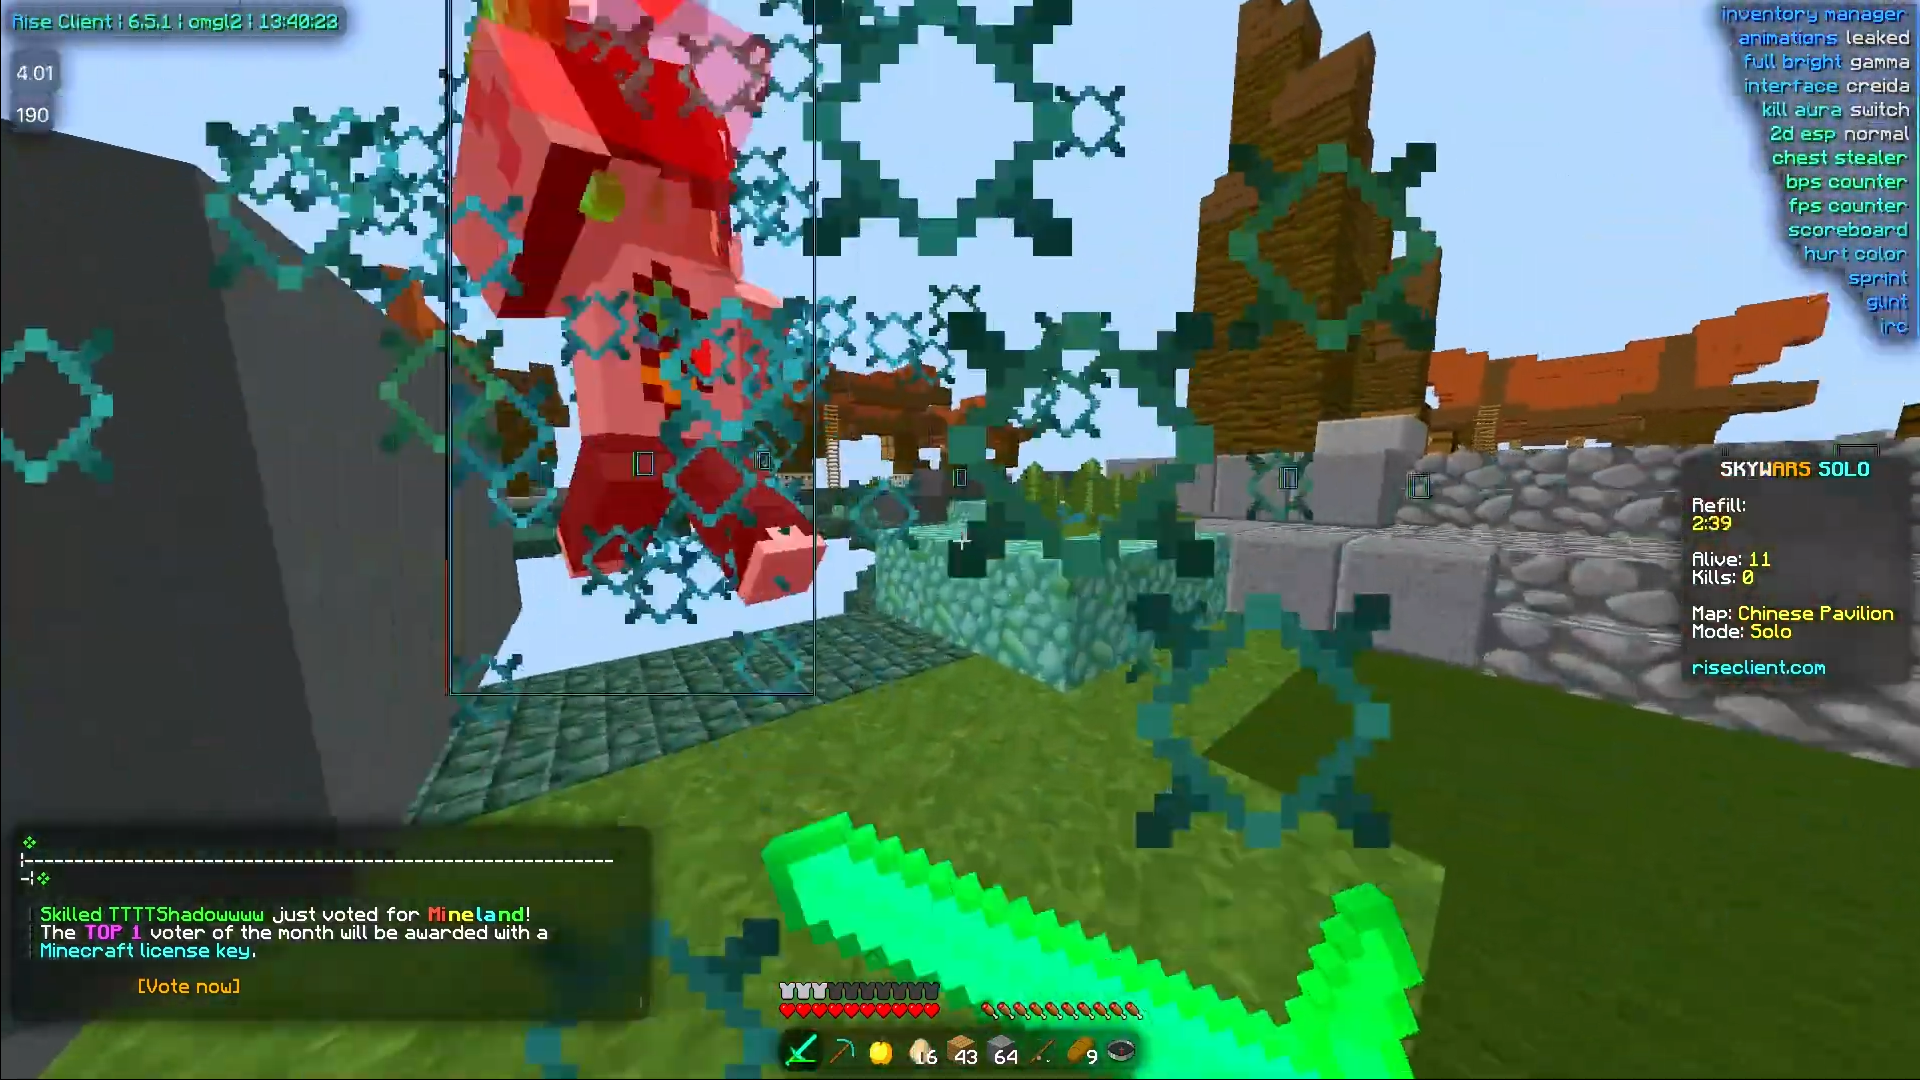 Rise Client | 6.5.1 | omgl2 | 13:40:23
4.01
190
inventory manager
animations leaked
full bright gamma
interface creida
kill aura switch
2d esp normal
chest stealer
bps counter
fps counter
scoreboard
hurt color
sprint
glint
irc
SKYWARS SOLO
Refill:
2:39
Alive: 11
Kills: 0
Map: Chinese Pavilion
Mode: Solo
riseclient.com
Skilled TTTTShadowwww just voted for Mineland!
The TOP 1 voter of the month will be awarded with a
Minecraft license key.
[Vote now]
16 43 64 9